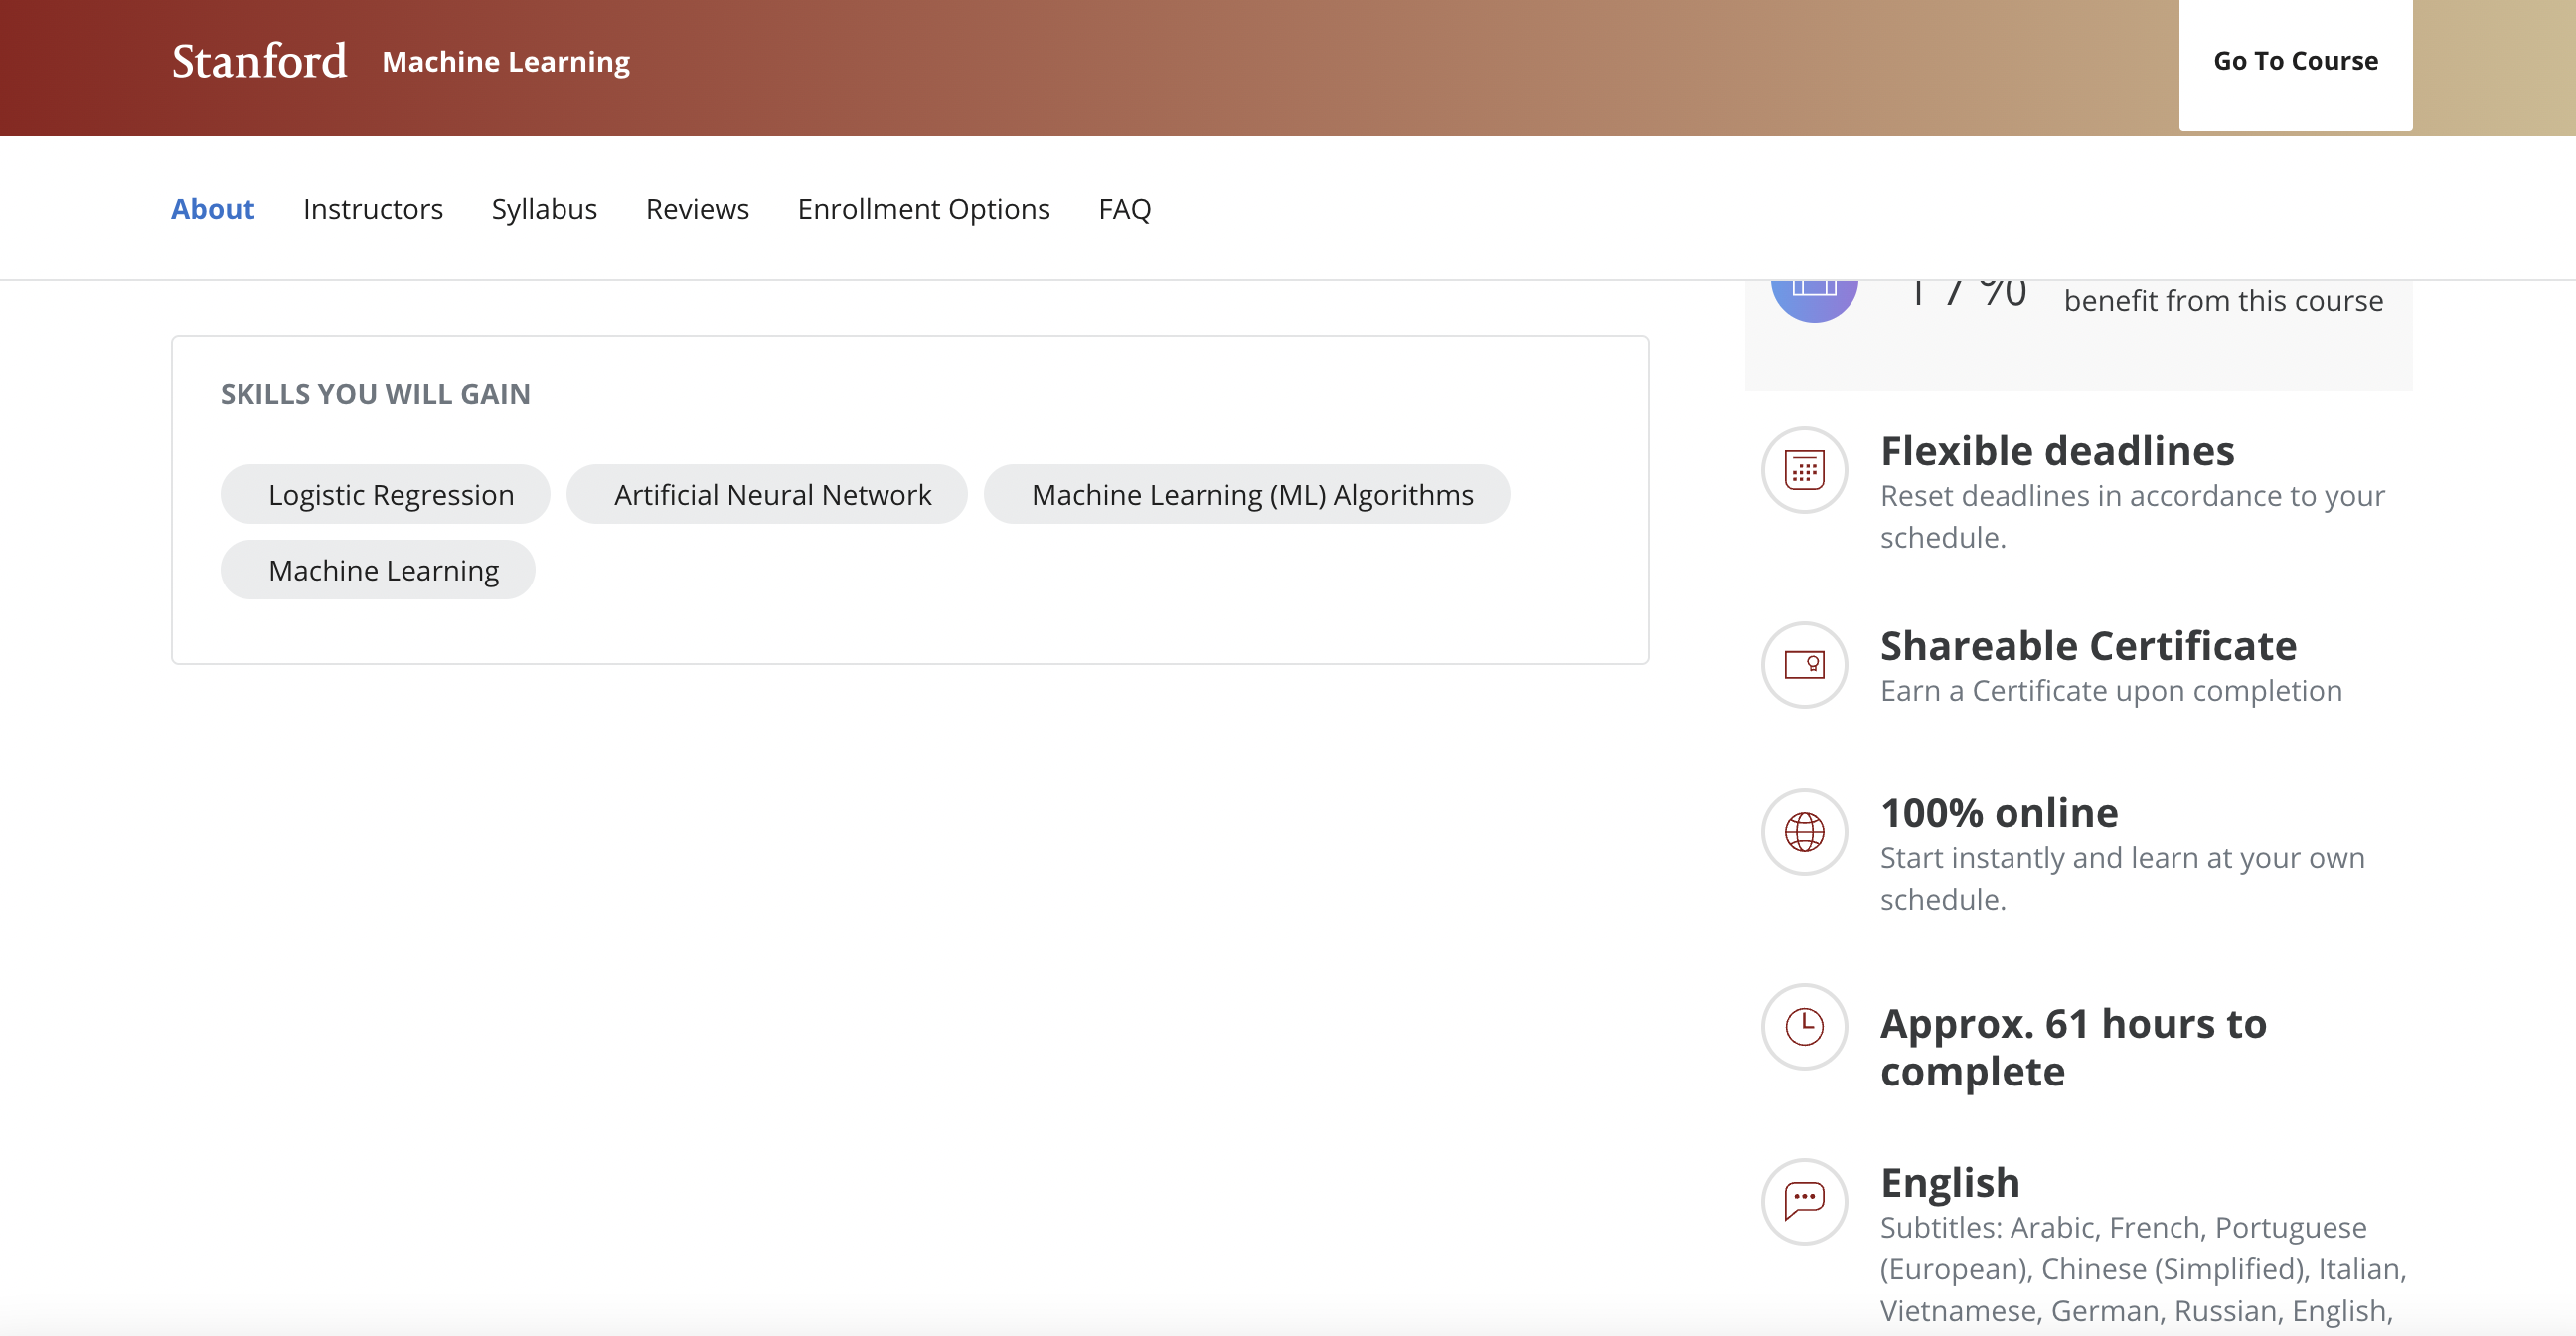 Stanford Machine Learning Go To Course
About Instructors Syllabus Reviews Enrollment Options FAQ
17%
benefit from this course
SKILLS YOU WILL GAIN
Logistic Regression Artificial Neural Network Machine Learning (ML) Algorithms
Machine Learning
Flexible deadlines
Reset deadlines in accordance to your
schedule.
Shareable Certificate
Earn a Certificate upon completion
100% online
Start instantly and learn at your own
schedule.
Approx. 61 hours to
complete
English
Subtitles: Arabic, French, Portuguese
(European), Chinese (Simplified), Italian,
Vietnamese, German, Russian, English,